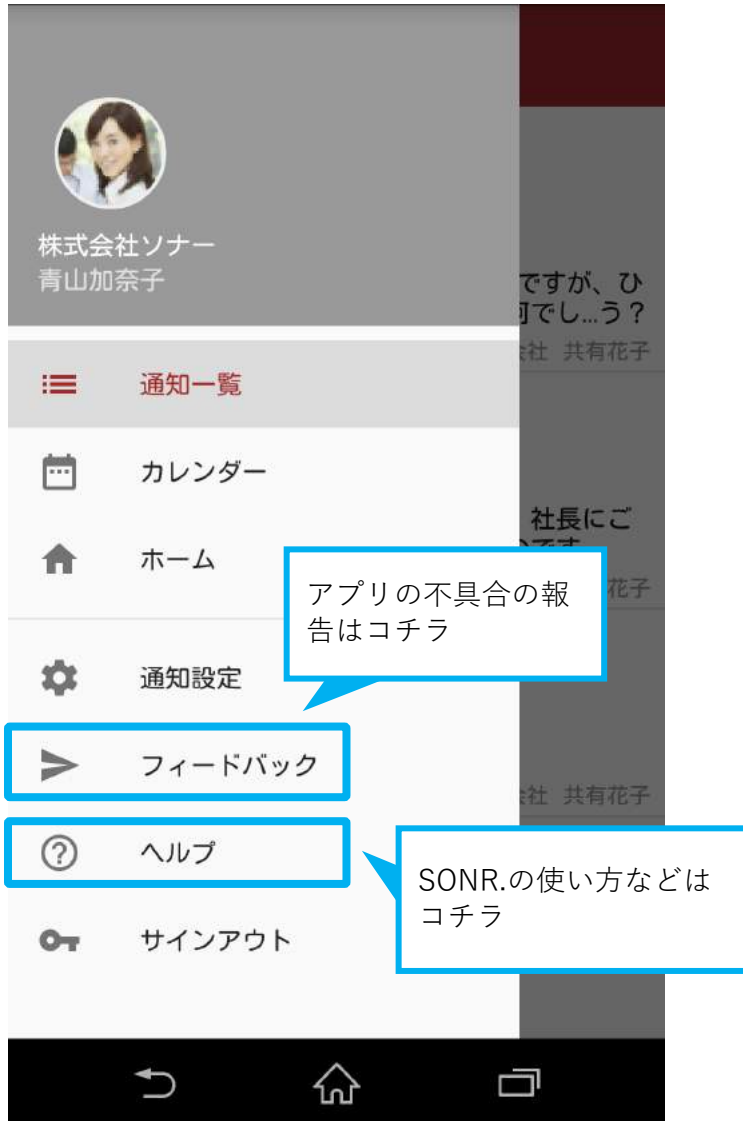 株式会社ソナー
青山加奈子
ですが、ひ
何でし...う？
社 共有花子
通知一覧
カレンダー
社長にご
ホーム
花子
アプリの不具合の報
告はコチラ
通知設定
フィードバック
社 共有花子
ヘルプ
SONR.の使い方などは
コチラ
サインアウト